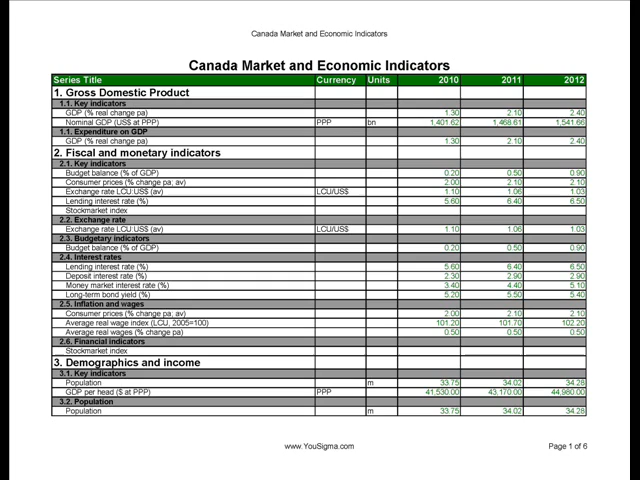 Canada Market and Economic Indicators
Canada Market and Economic Indicators
Series Title Currency Units 2010 2011 2012
1. Gross Domestic Product
1.1. Key indicators
GDP (% real change pa) 1.30 2.10 2.40
Nominal GDP (US$ at PPP) PPP bn 1,401.62 1,468.61 1,541.66
1.1. Expenditure on GDP
GDP (% real change pa) 1.30 2.10 2.40
2. Fiscal and monetary indicators
2.1. Key indicators
Budget balance (% of GDP) 0.20 0.50 0.90
Consumer prices (% change pa; av) 2.00 2.10 2.10
Exchange rate LCU:US$ (av) LCU/US$ 1.10 1.06 1.03
Lending interest rate (%) 5.60 6.40 6.50
Stockmarket index
2.2. Exchange rate
Exchange rate LCU:US$ (av) LCU/US$ 1.10 1.06 1.03
2.3. Budgetary indicators
Budget balance (% of GDP) 0.20 0.50 0.90
2.4. Interest rates
Lending interest rate (%) 5.60 6.40 6.50
Deposit interest rate (%) 2.30 2.90 2.90
Money market interest rate (%) 3.40 4.40 5.10
Long-term bond yield (%) 5.20 5.50 5.40
2.5. Inflation and wages
Consumer prices (% change pa; av) 2.00 2.10 2.10
Average real wage index (LCU, 2005=100) 101.20 101.70 102.20
Average real wages (% change pa) 0.50 0.50 0.50
2.6. Financial indicators
Stockmarket index
3. Demographics and income
3.1. Key indicators
Population m 33.75 34.02 34.28
GDP per head ($ at PPP) PPP 41,530.00 43,170.00 44,980.00
3.2. Population
Population m 33.75 34.02 34.28
www.YouSigma.com Page 1 of 6